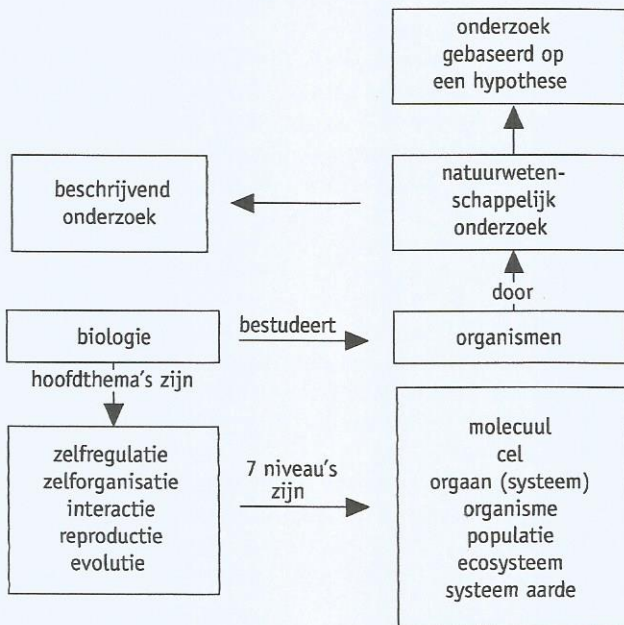 onderzoek
gebaseerd op
een hypothese
beschrijvend
onderzoek
natuurweten-
schappelijk
onderzoek
door
biologie
bestudeert
organismen
hoofdthema's zijn
zelfregulatie
zelforganisatie
interactie
reproductie
evolutie
7 niveau's
zijn
molecuul
cel
orgaan (systeem)
organisme
populatie
ecosysteem
systeem aarde